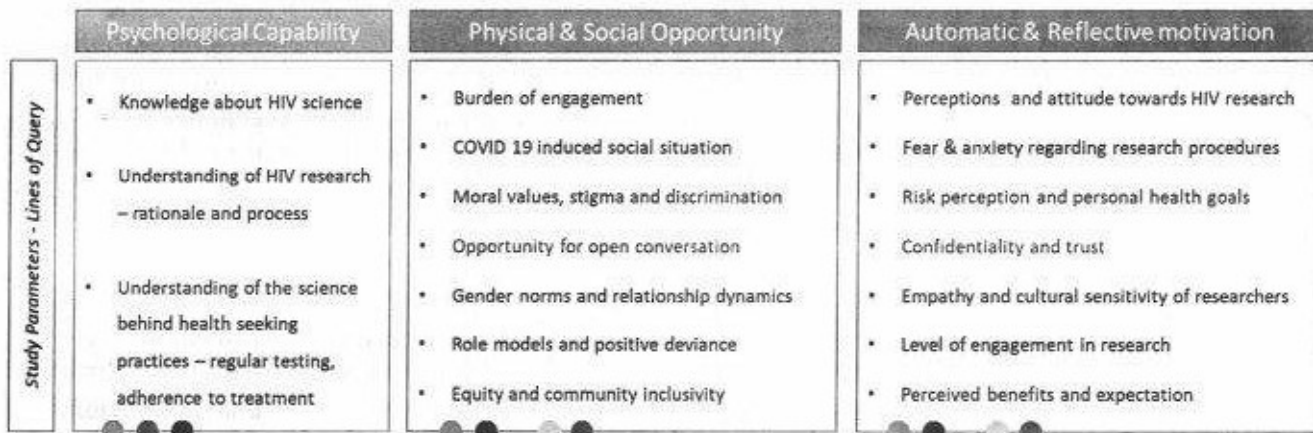 Psychological Capability
Physical & Social Opportunity
Automatic & Reflective motivation
Study Parameters - Lines of Query
• Knowledge about HIV science
• Understanding of HIV research
– rationale and process
• Understanding of the science
behind health seeking
practices – regular testing,
adherence to treatment
• Burden of engagement
• COVID 19 induced social situation
• Moral values, stigma and discrimination
• Opportunity for open conversation
• Gender norms and relationship dynamics
• Role models and positive deviance
• Equity and community inclusivity
• Perceptions and attitude towards HIV research
• Fear & anxiety regarding research procedures
• Risk perception and personal health goals
• Confidentiality and trust
• Empathy and cultural sensitivity of researchers
• Level of engagement in research
• Perceived benefits and expectation